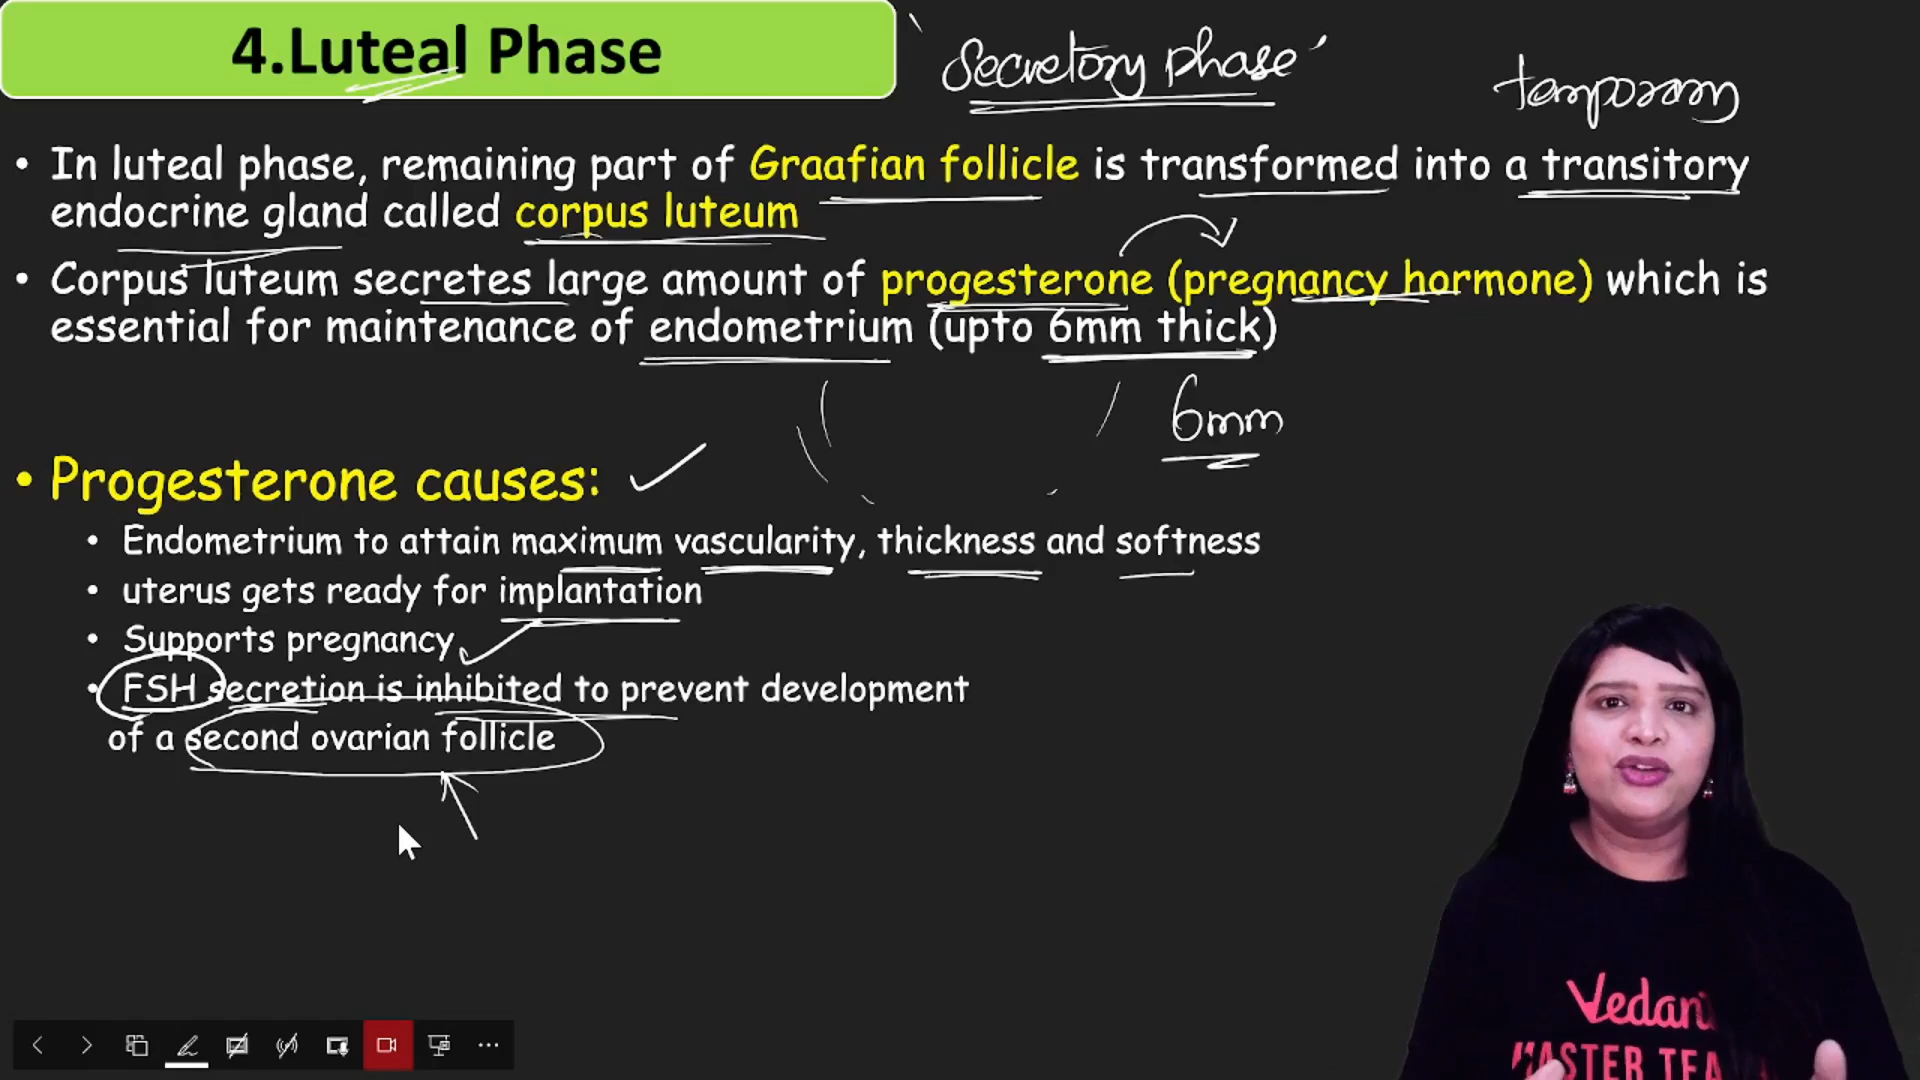 4.Luteal Phase
‘Secretory phase’
temporary
• In luteal phase, remaining part of Graafian follicle is transformed into a transitory
endocrine gland called corpus luteum
• Corpus luteum secretes large amount of progesterone (pregnancy hormone) which is
essential for maintenance of endometrium (upto 6mm thick)
6mm
• Progesterone causes:
• Endometrium to attain maximum vascularity, thickness and softness
• uterus gets ready for implantation
• Supports pregnancy
• FSH secretion is inhibited to prevent development
of a second ovarian follicle
Vedant
MASTER TEA